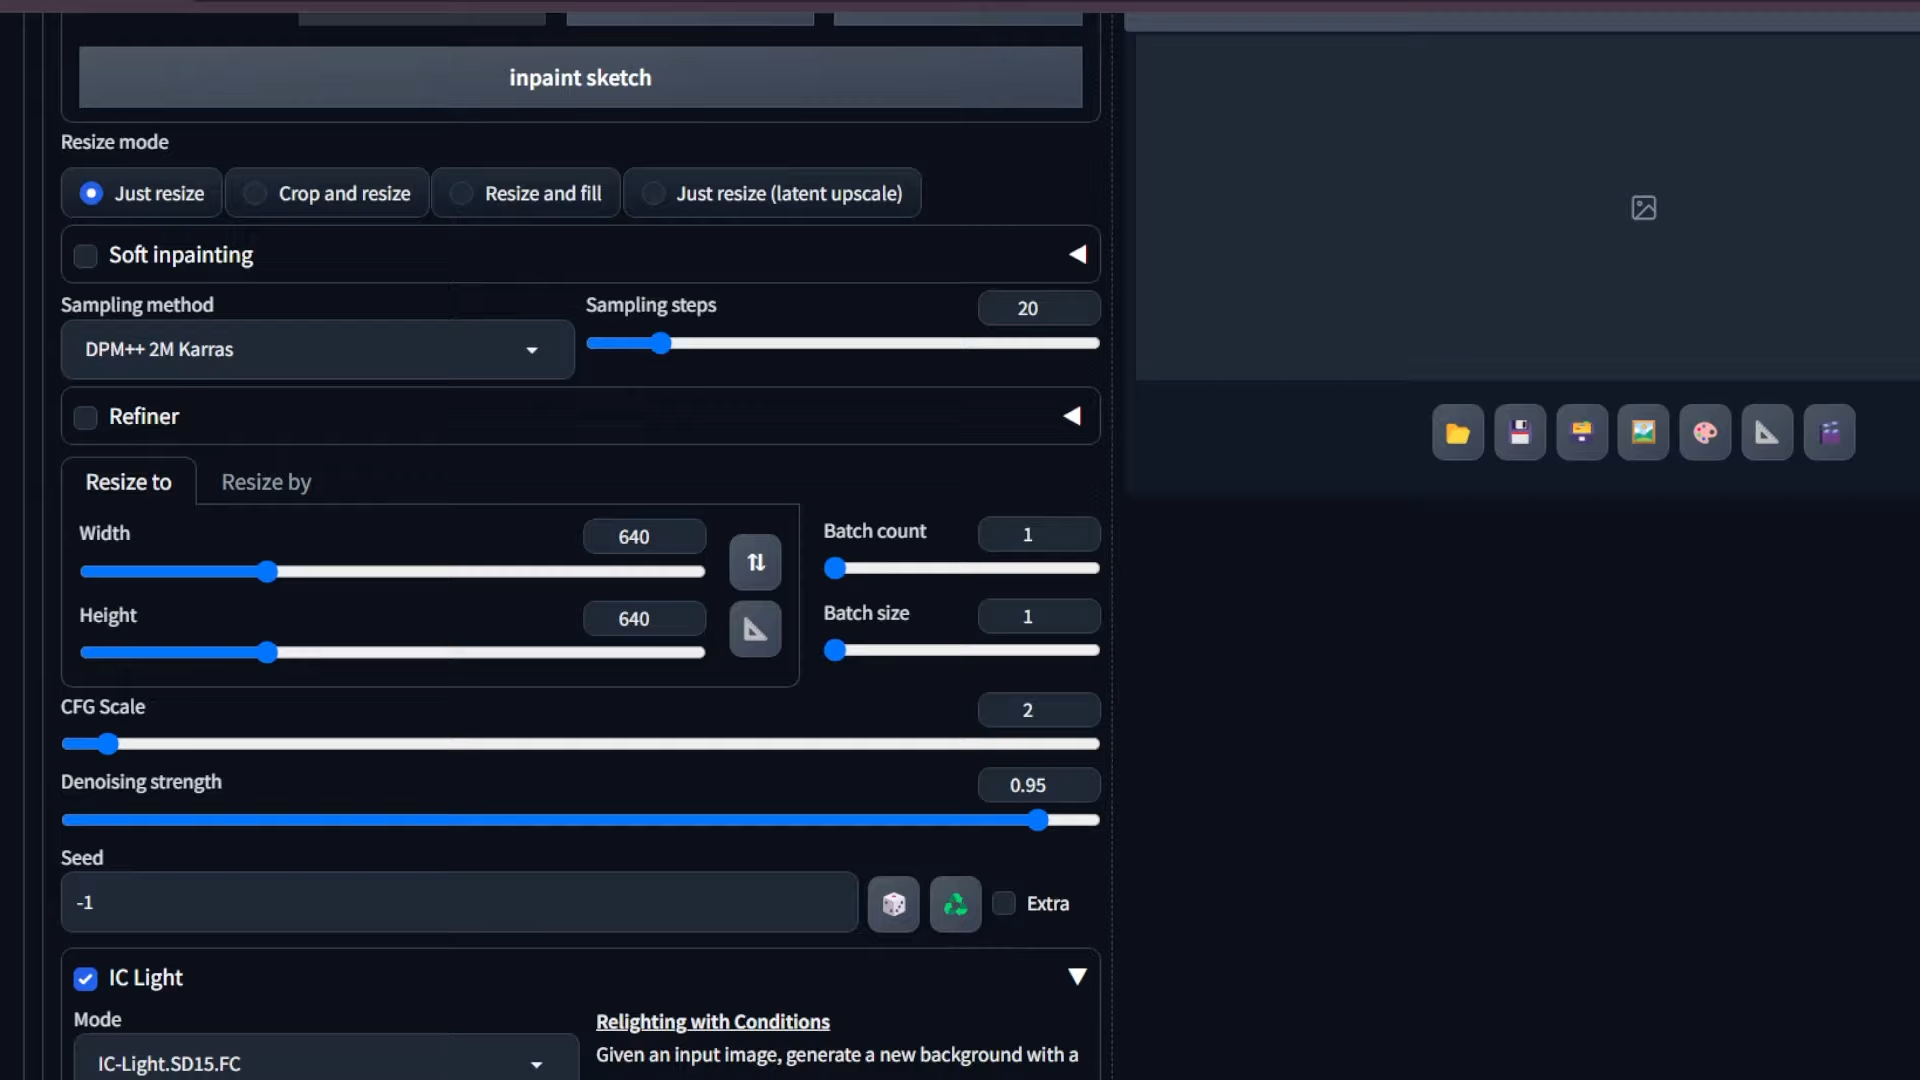 inpaint sketch
Resize mode
Just resize
Crop and resize
Resize and fill
Just resize (latent upscale)
Soft inpainting
Sampling method
Sampling steps
20
DPM++ 2M Karras
Refiner
Resize to
Resize by
Width
640
Batch count
1
Height
640
Batch size
1
CFG Scale
2
Denoising strength
0.95
Seed
-1
Extra
IC Light
Mode
Relighting with Conditions
IC-Light.SD15.FC
Given an input image, generate a new background with a